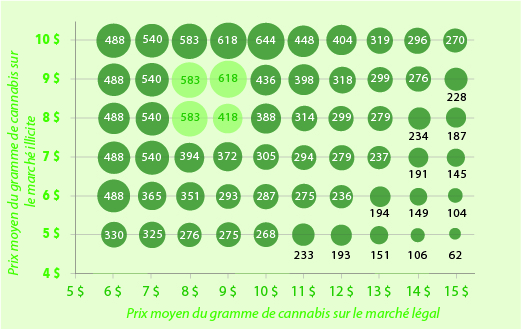 Prix moyen du gramme de cannabis sur
le marché illicite
10 $ 488 540 583 618 644 448 404 319 296 270
9 $ 488 540 583 618 436 398 318 299 276
228
8 $ 488 540 583 418 388 314 299 279
234 187
7 $ 488 540 394 372 305 294 279 237
191 145
6 $ 488 365 351 293 287 275 236
194 149 104
5 $ 330 325 276 275 268
233 193 151 106 62
4 $
5 $ 6 $ 7 $ 8 $ 9 $ 10 $ 11 $ 12 $ 13 $ 14 $ 15 $
Prix moyen du gramme de cannabis sur le marché légal